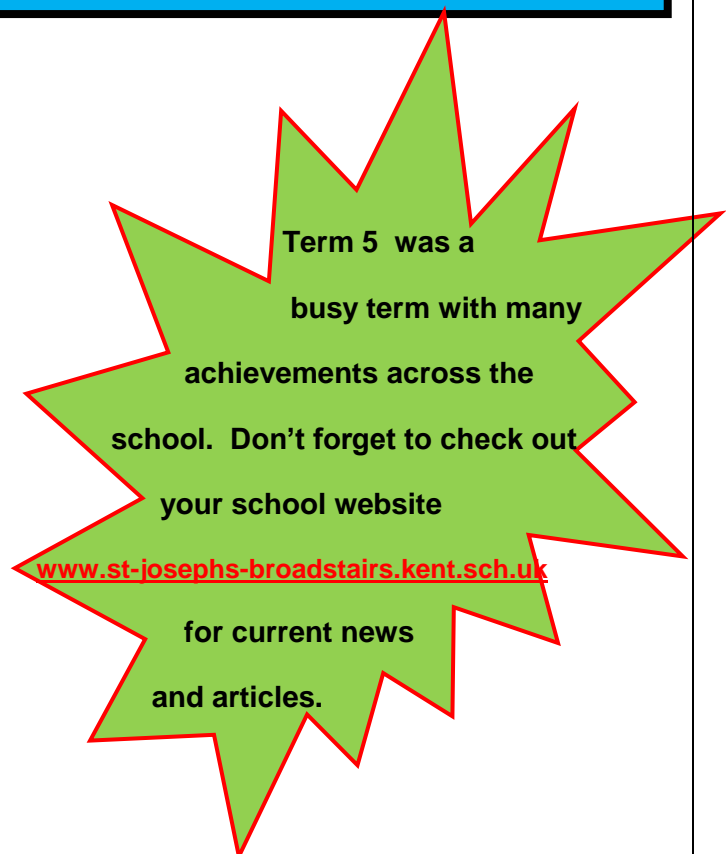 Term 5  was a
busy term with many
achievements across the
school.  Don’t forget to check out
your school website
www.st-josephs-broadstairs.kent.sch.uk
for current news
and articles.